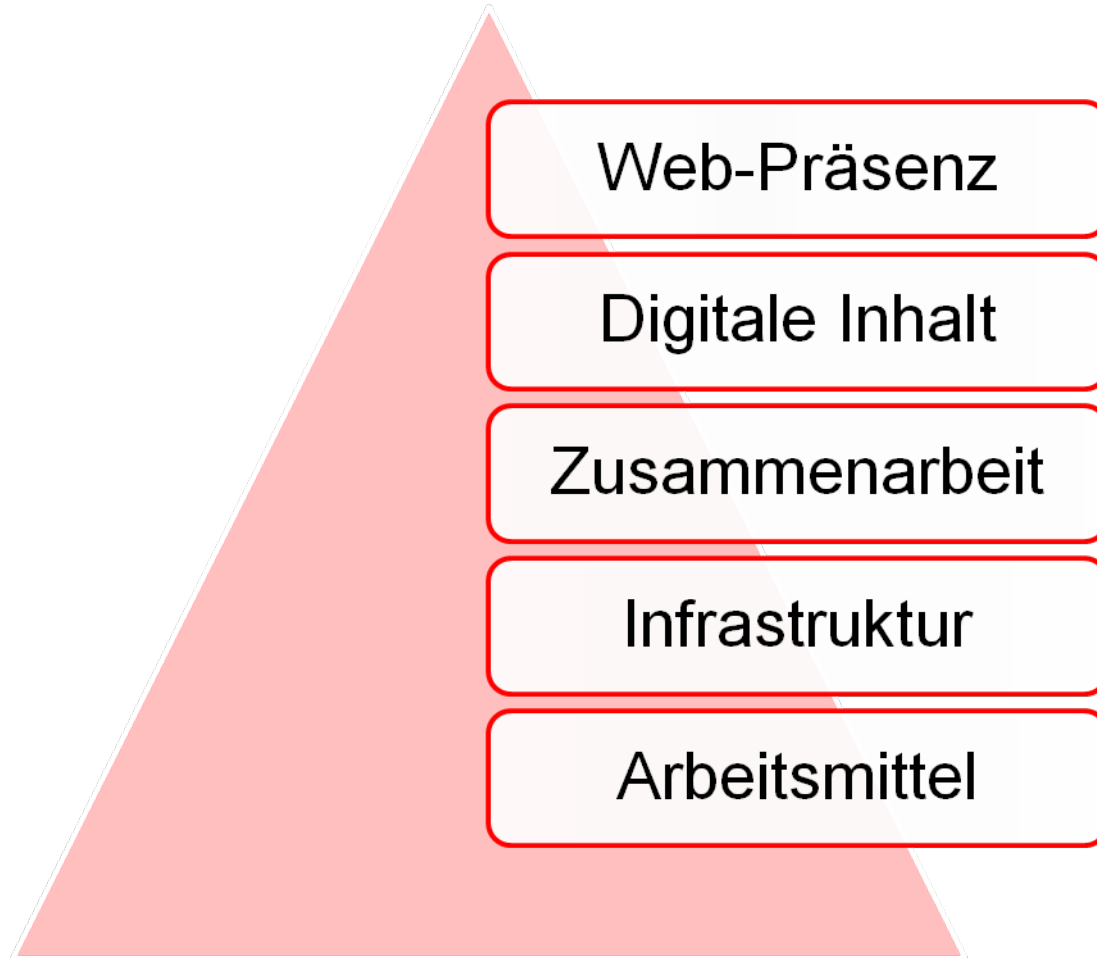 Web-Präsenz
Digitale Inhalt
Zusammenarbeit
Infrastruktur
Arbeitsmittel